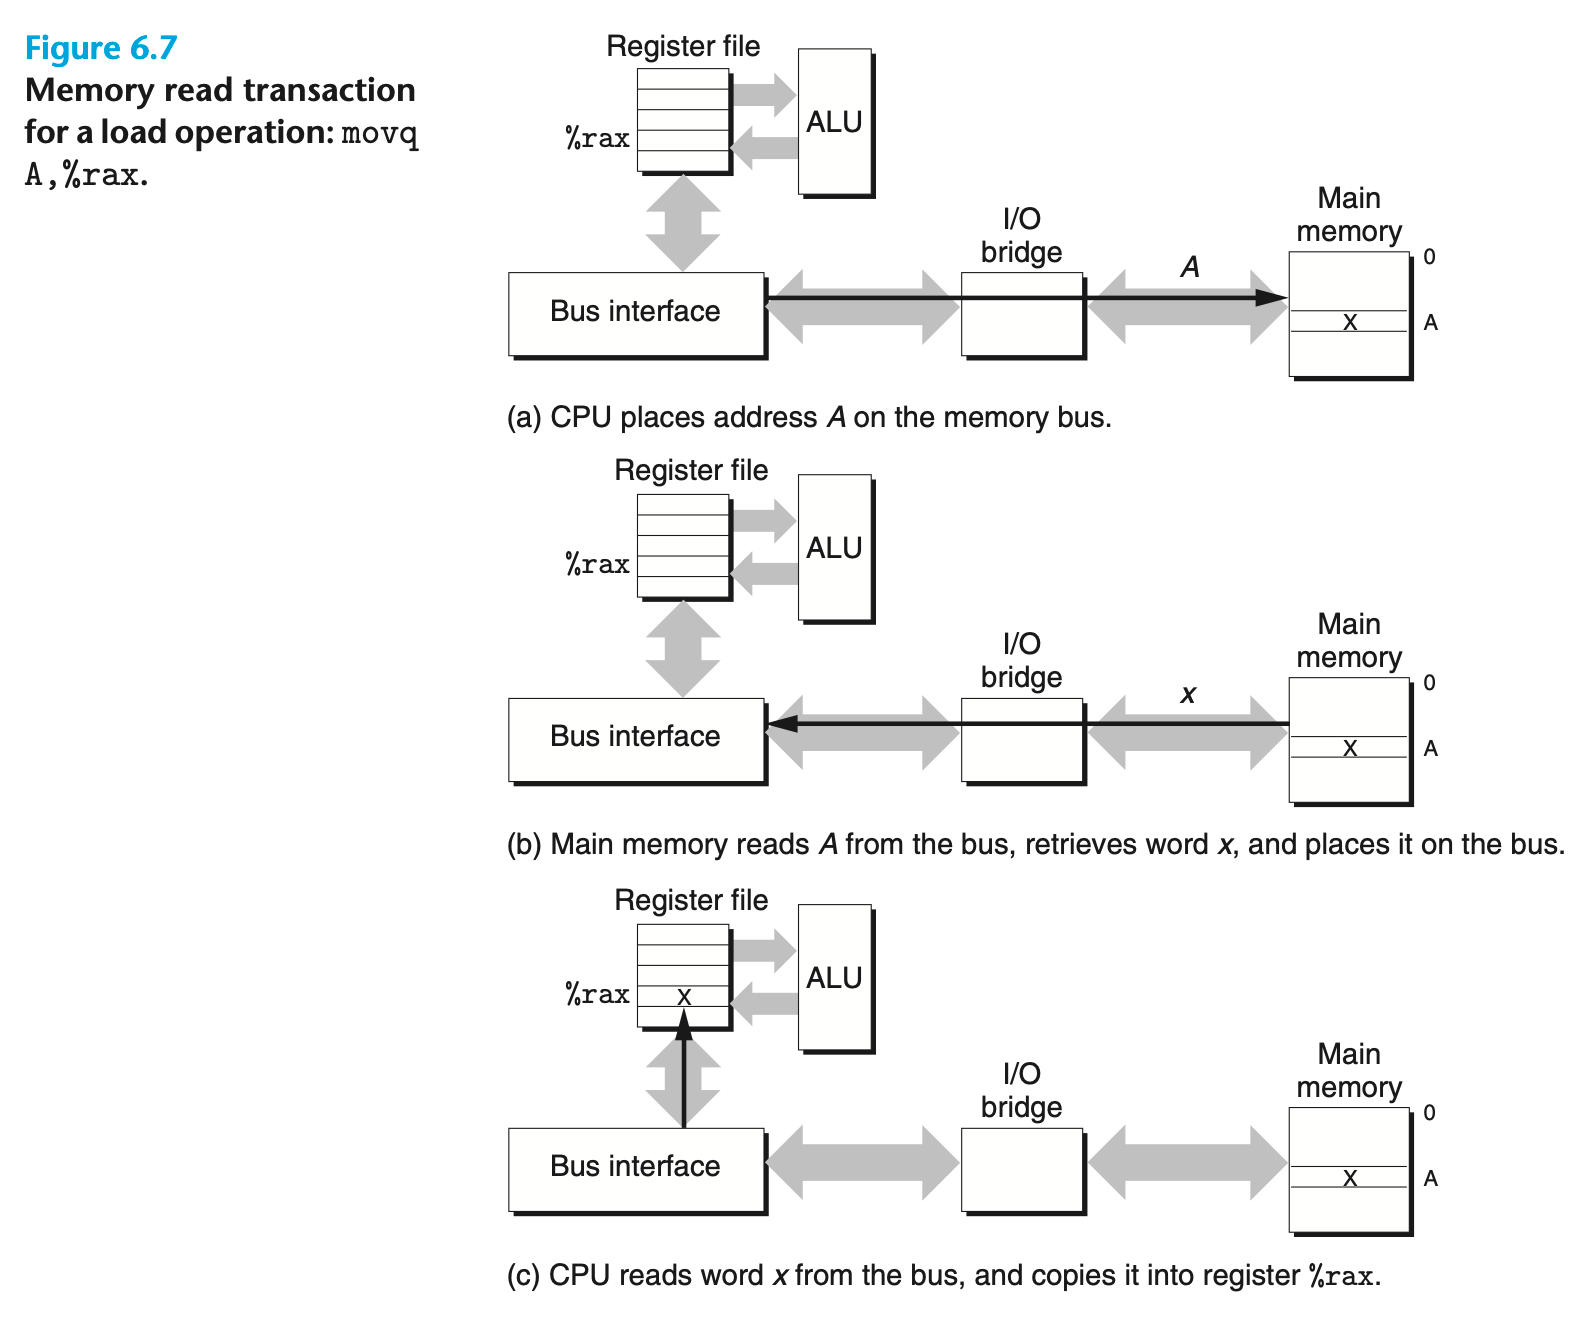 Figure 6.7
Memory read transaction
for a load operation: movq
A,%rax.
Register file
%rax
ALU
I/O
bridge
Main
memory
0
A
Bus interface
x
A
(a) CPU places address A on the memory bus.
Register file
%rax
ALU
I/O
bridge
Main
memory
0
x
Bus interface
x
A
(b) Main memory reads A from the bus, retrieves word x, and places it on the bus.
Register file
%rax
x
ALU
I/O
bridge
Main
memory
0
Bus interface
x
A
(c) CPU reads word x from the bus, and copies it into register %rax.